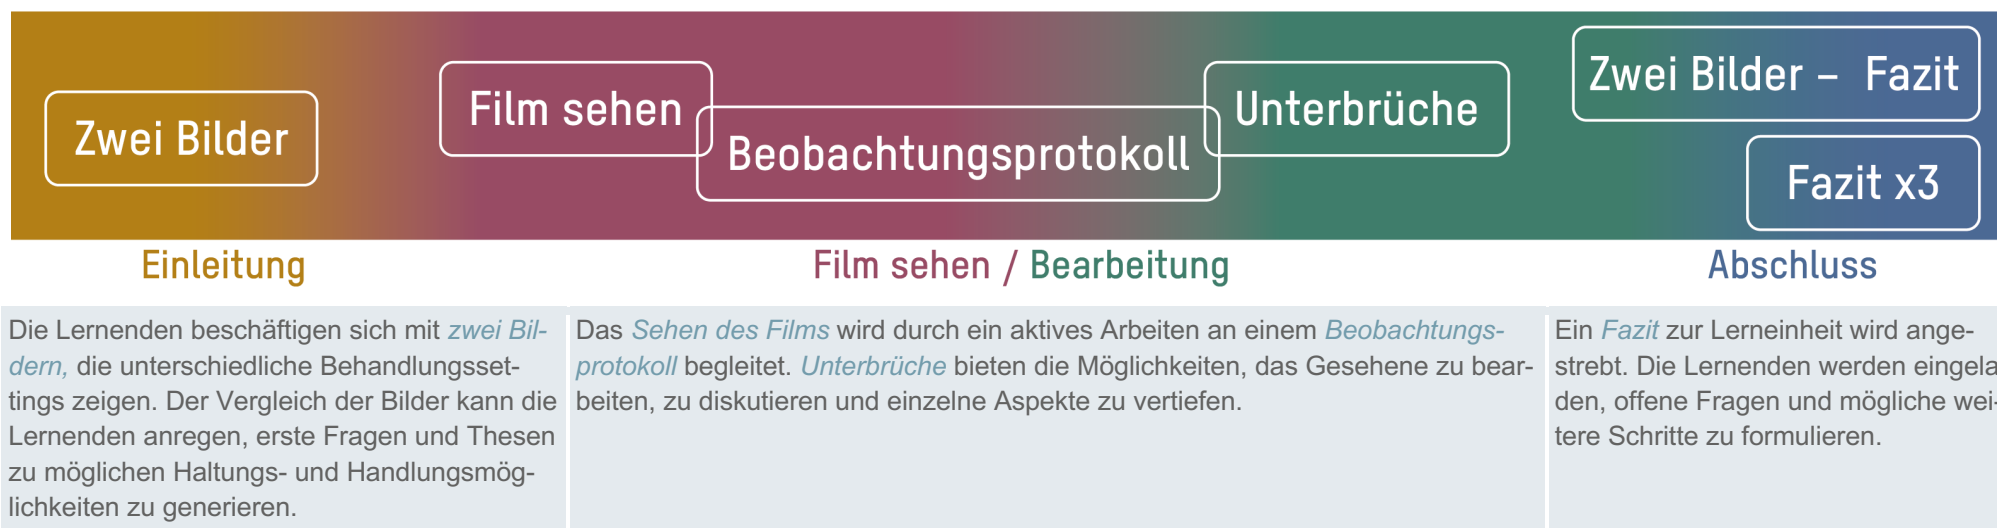 Zwei Bilder
Film sehen
Beobachtungsprotokoll
Unterbrüche
Zwei Bilder – Fazit
Fazit x3
Einleitung
Film sehen / Bearbeitung
Abschluss
Die Lernenden beschäftigen sich mit zwei Bil-
dern, die unterschiedliche Behandlungsset-
tings zeigen. Der Vergleich der Bilder kann die
Lernenden anregen, erste Fragen und Thesen
zu möglichen Haltungs- und Handlungsmög-
lichkeiten zu generieren.
Das Sehen des Films wird durch ein aktives Arbeiten an einem Beobachtungs-
protokoll begleitet. Unterbrüche bieten die Möglichkeiten, das Gesehene zu bear-
beiten, zu diskutieren und einzelne Aspekte zu vertiefen.
Ein Fazit zur Lerneinheit wird ange-
strebt. Die Lernenden werden eingela
den, offene Fragen und mögliche wei-
tere Schritte zu formulieren.